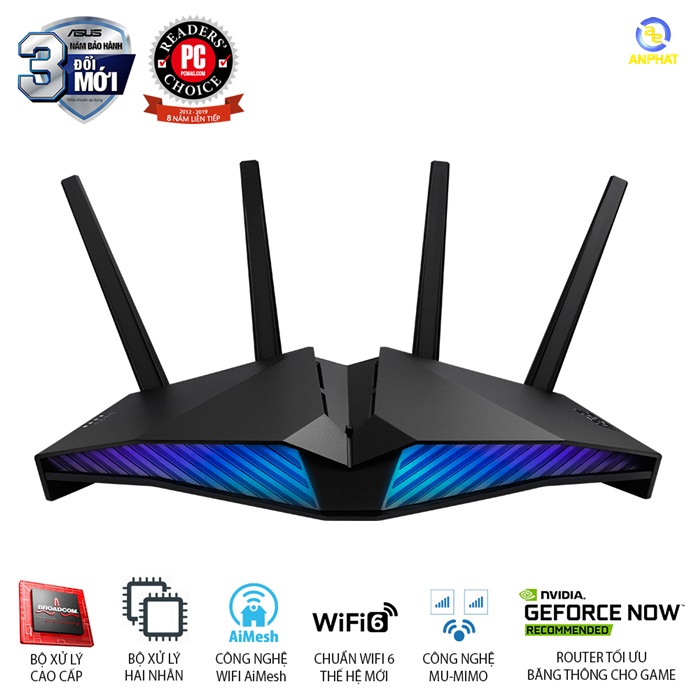 ASUS
3
NĂM BẢO HÀNH
ĐỔI
MỚI
READERS'
PC
PCMAG.COM
CHOICE
2012 - 2019
8 NĂM LIÊN TIẾP
ANPHAT
BROADCOM
AiMesh
WiFi 6
NVIDIA.
GEFORCE NOW
RECOMMENDED
BỘ XỬ LÝ
CAO CẤP
BỘ XỬ LÝ
HAI NHÂN
CÔNG NGHỆ
WIFI AiMesh
CHUẨN WIFI 6
THẾ HỆ MỚI
CÔNG NGHỆ
MU-MIMO
ROUTER TỐI ƯU
BĂNG THÔNG CHO GAME